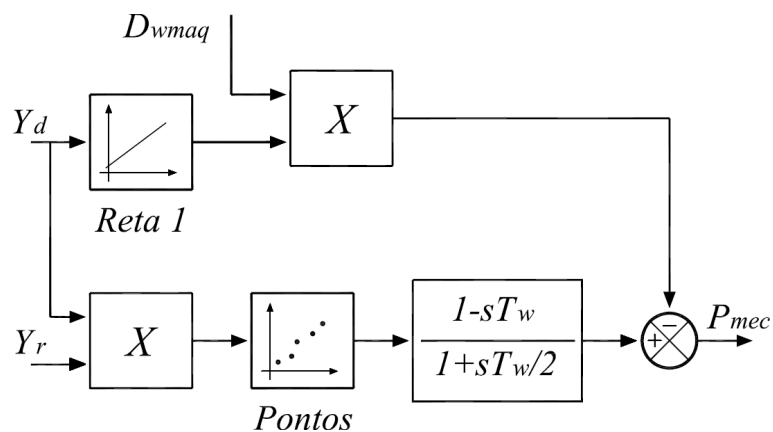 Dwmaq
Yd
X
Reta 1
Yr
X
Pontos
1-sTw
1+sTw/2
−
+
Pmec